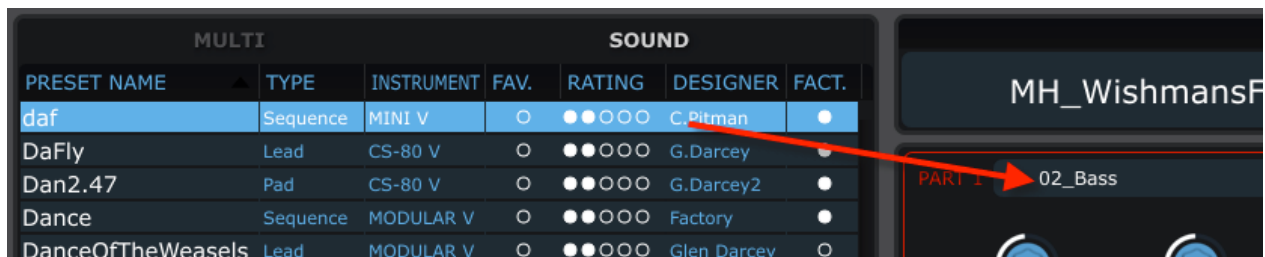 MULTI SOUND
PRESET NAME TYPE INSTRUMENT FAV. RATING DESIGNER FACT.
daf Sequence MINI V C.Pitman
DaFly Lead CS-80 V G.Darcey
Dan2.47 Pad CS-80 V G.Darcey2
Dance Sequence MODULAR V Factory
DanceOfTheWeasels Lead MODULAR V Glen Darcey
MH_WishmansF
PART 1 02_Bass